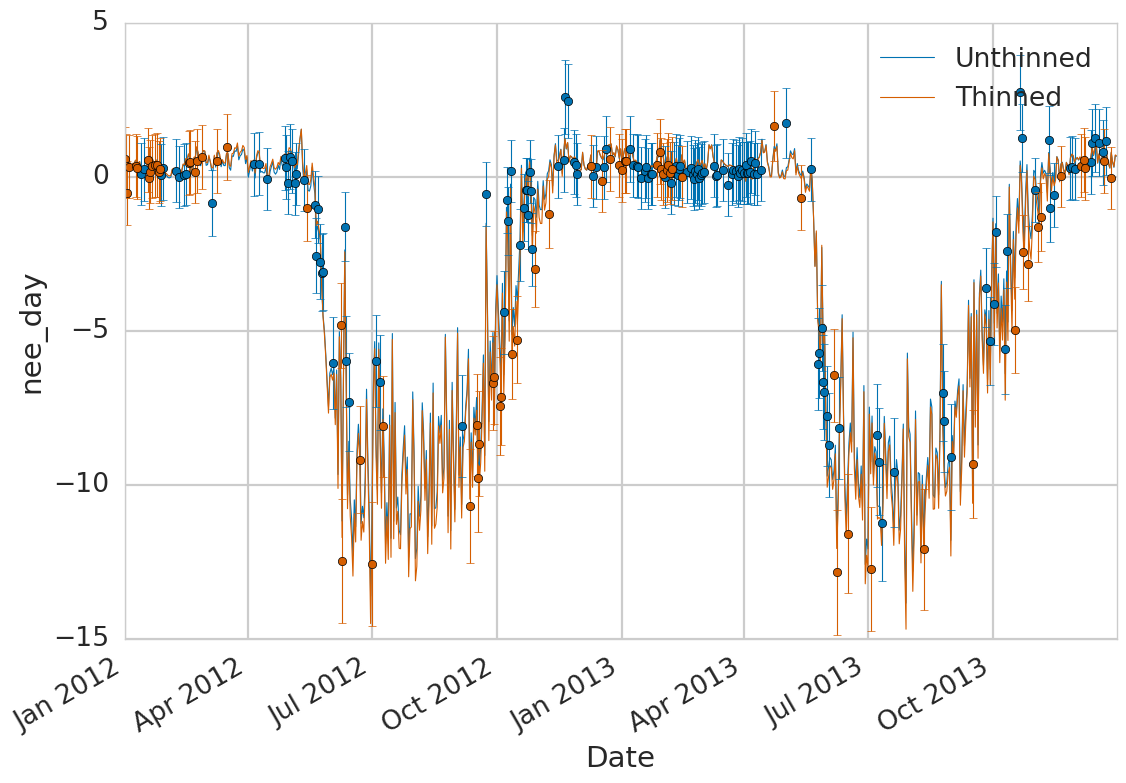 5
0
−5
−10
−15
nee_day
Unthinned
Thinned
Jan 2012
Apr 2012
Jul 2012
Oct 2012
Jan 2013
Apr 2013
Jul 2013
Oct 2013
Date